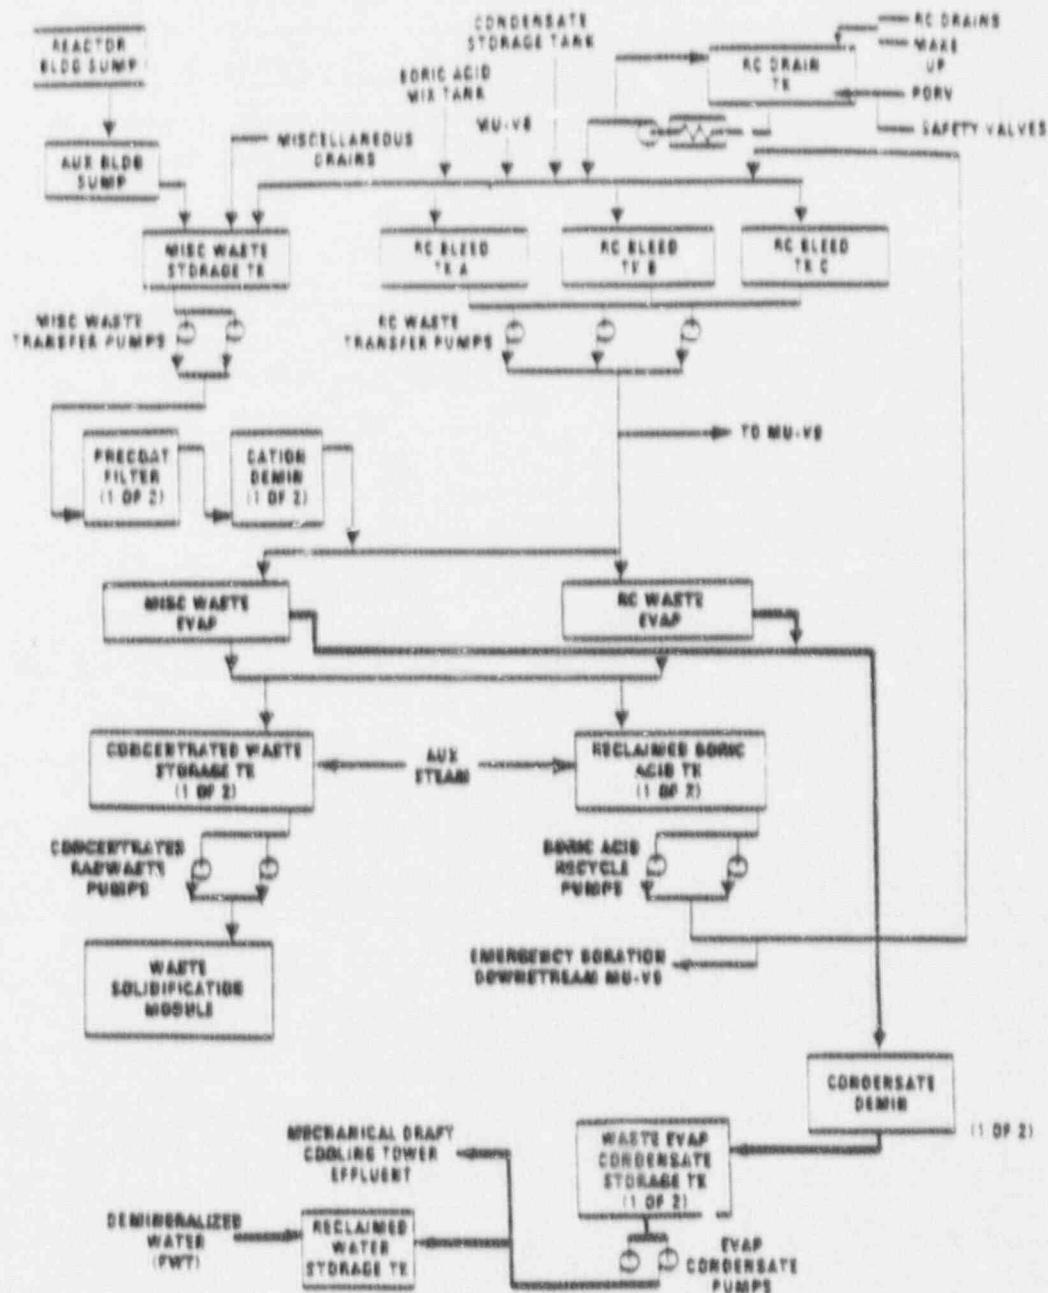 REACTOR
BLDG SUMP
CONDENSATE
STORAGE TANK
BORIC ACID
MIX TANK
MU-V8
RC DRAIN
TK
RC DRAINS
MAKE
UP
PORV
SAFETY VALVES
MISCELLANEOUS
DRAINS
AUX BLDG
SUMP
MISC WASTE
STORAGE TK
RC BLEED
TK A
RC BLEED
TK B
RC BLEED
TK C
MISC WASTE
TRANSFER PUMPS
RC WASTE
TRANSFER PUMPS
TO MU-V8
PRECOAT
FILTER
(1 OF 2)
CATION
DEMIN
(1 OF 2)
MISC WASTE
EVAP
RC WASTE
EVAP
CONCENTRATED WASTE
STORAGE TK
(1 OF 2)
AUX
STEAM
RECLAIMED BORIC
ACID TK
(1 OF 2)
CONCENTRATED
RADWASTE
PUMPS
BORIC ACID
RECYCLE
PUMPS
WASTE
SOLIDIFICATION
MODULE
EMERGENCY BORATION
DOWNSTREAM MU-V8
CONDENSATE
DEMIN
(1 OF 2)
MECHANICAL DRAFT
COOLING TOWER
EFFLUENT
WASTE EVAP
CONDENSATE
STORAGE TK
(1 OF 2)
DEMINERALIZED
WATER
(FWT)
RECLAIMED
WATER
STORAGE TK
EVAP
CONDENSATE
PUMPS